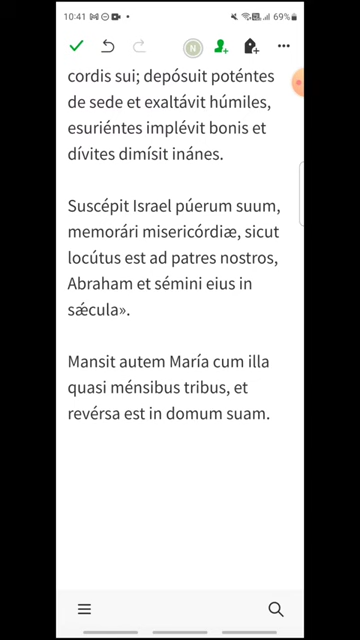 10:41
69%
N
cordis sui; depósuit poténtes
de sede et exaltávit húmiles,
esuriéntes implévit bonis et
dívites dimísit inánes.
Suscépit Israel púerum suum,
memorári misericórdiæ, sicut
locútus est ad patres nostros,
Abraham et sémini eius in
sǽcula».
Mansit autem María cum illa
quasi ménsibus tribus, et
revérsa est in domum suam.